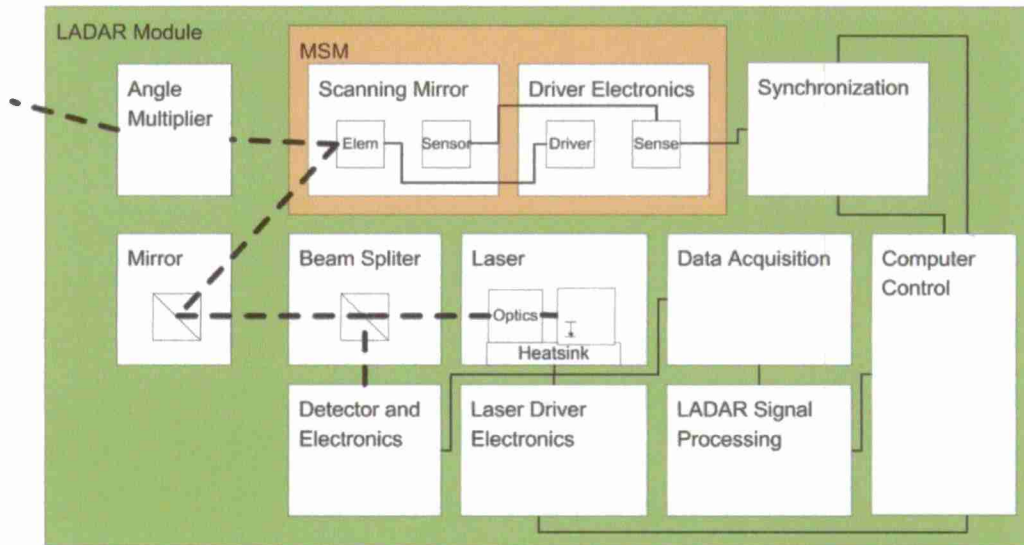 LADAR Module
MSM
Angle
Multiplier
Scanning Mirror
Elem
Sensor
Driver Electronics
Driver
Sense
Synchronization
Mirror
Beam Spliter
Laser
Optics
Heatsink
Data Acquisition
Computer
Control
Detector and
Electronics
Laser Driver
Electronics
LADAR Signal
Processing